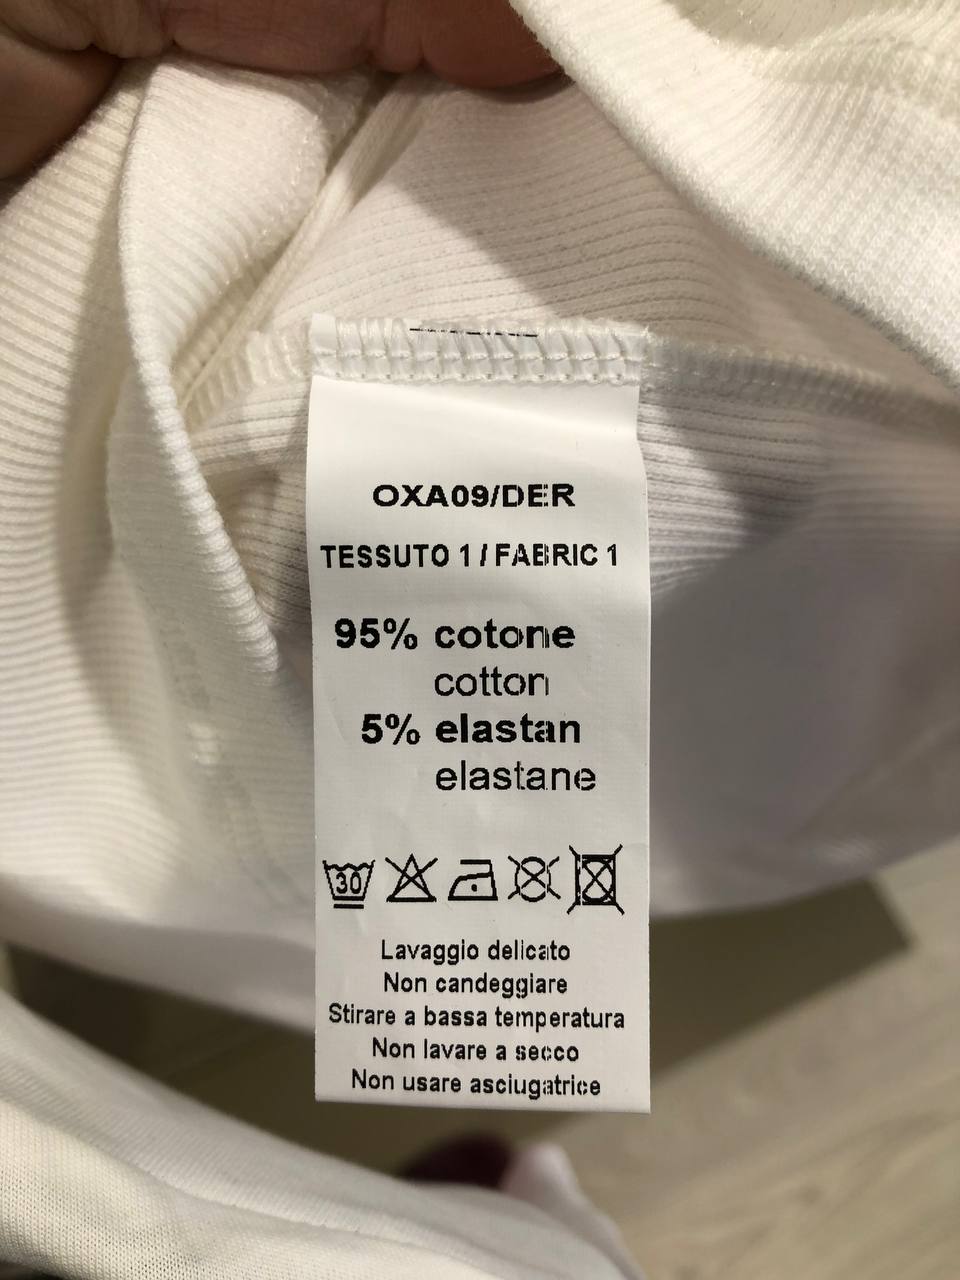 OXA09/DER
TESSUTO 1 / FABRIC 1
95% cotone
cotton
5% elastan
elastane
30
Lavaggio delicato
Non candeggiare
Stirare a bassa temperatura
Non lavare a secco
Non usare asciugatrice